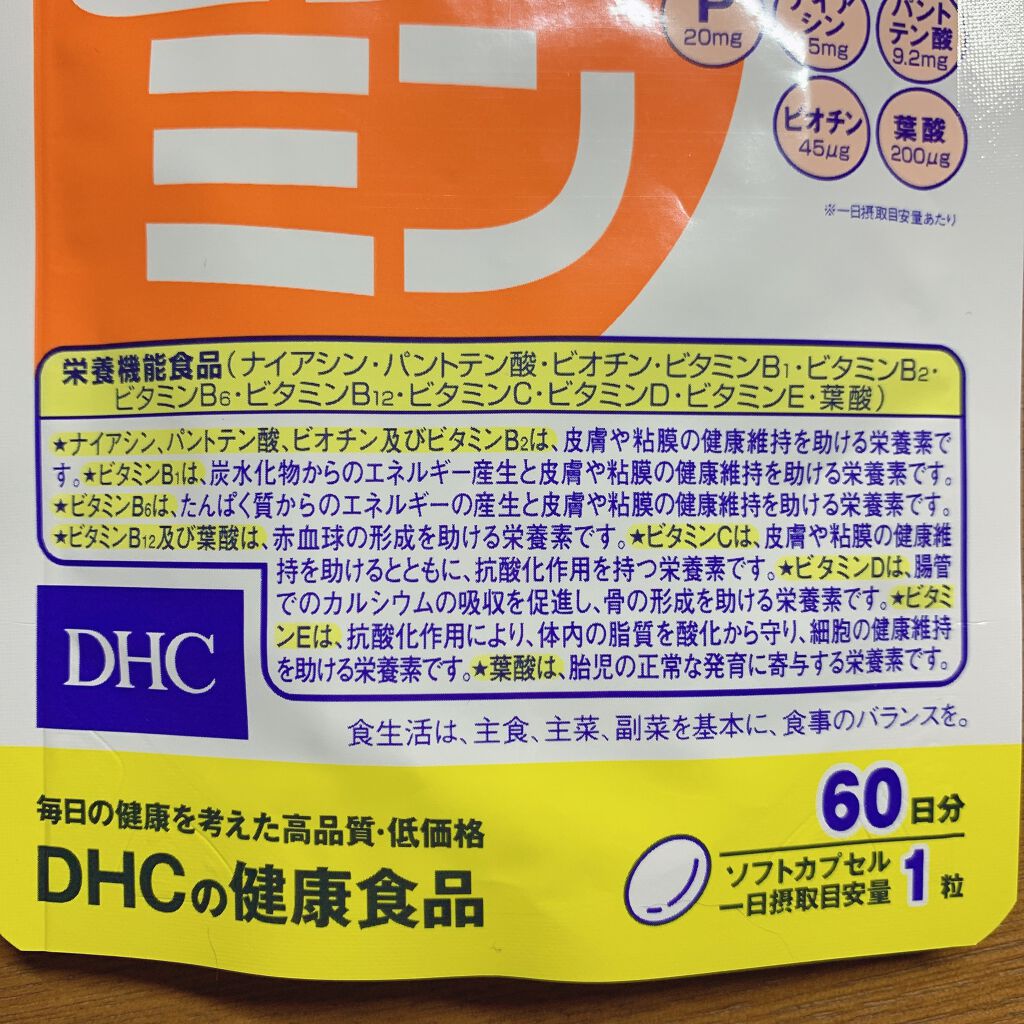 P
20mg
ナイア
シン
5mg
パント
テン酸
9.2mg
ビオチン
45μg
葉酸
200μg
※一日摂取目安量あたり
ミン
栄養機能食品(ナイアシン・パントテン酸・ビオチン・ビタミンB1・ビタミンB2・
ビタミンB6・ビタミンB12・ビタミンC・ビタミンD・ビタミンE・葉酸)
★ナイアシン、パントテン酸、ビオチン及びビタミンB2は、皮膚や粘膜の健康維持を助ける栄養素で
す。★ビタミンB1は、炭水化物からのエネルギー産生と皮膚や粘膜の健康維持を助ける栄養素です。
★ビタミンB6は、たんぱく質からのエネルギーの産生と皮膚や粘膜の健康維持を助ける栄養素です。
★ビタミンB12及び葉酸は、赤血球の形成を助ける栄養素です。★ビタミンCは、皮膚や粘膜の健康維
持を助けるとともに、抗酸化作用を持つ栄養素です。★ビタミンDは、腸管
でのカルシウムの吸収を促進し、骨の形成を助ける栄養素です。★ビタミ
ンEは、抗酸化作用により、体内の脂質を酸化から守り、細胞の健康維持
を助ける栄養素です。★葉酸は、胎児の正常な発育に寄与する栄養素です。
DHC
食生活は、主食、主菜、副菜を基本に、食事のバランスを。
毎日の健康を考えた高品質・低価格
DHCの健康食品
60日分
ソフトカプセル
一日摂取目安量 1粒